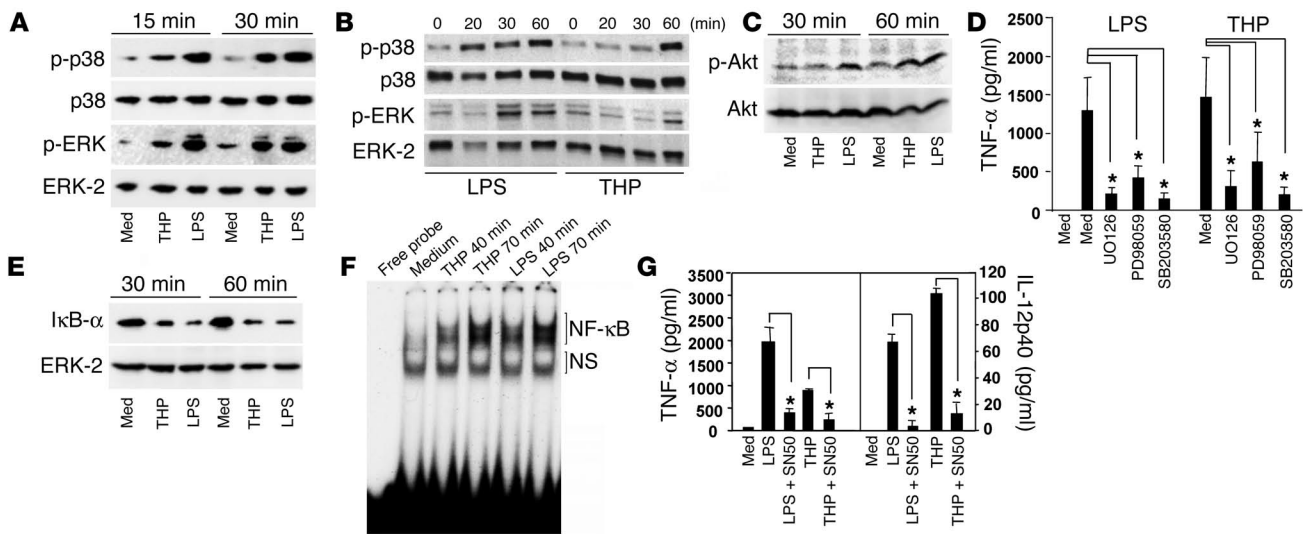 A
15 min 30 min
p-p38
p38
p-ERK
ERK-2
Med THP LPS Med THP LPS
B
0 20 30 60 0 20 30 60 (min)
p-p38
p38
p-ERK
ERK-2
LPS THP
C
30 min 60 min
p-Akt
Akt
Med THP LPS Med THP LPS
D
LPS THP
TNF-α (pg/ml)
2500
2000
1500
1000
500
0
* * * * * *
Med Med UO126 PD98059 SB203580 Med UO126 PD98059 SB203580
E
30 min 60 min
IκB-α
ERK-2
Med THP LPS Med THP LPS
F
Free probe
Medium
THP 40 min
THP 70 min
LPS 40 min
LPS 70 min
NF-κB
NS
G
TNF-α (pg/ml)
3500
3000
2500
2000
1500
1000
500
0
* * * *
Med LPS LPS + SN50 THP THP + SN50 Med LPS LPS + SN50 THP THP + SN50
120
100
80
60
40
20
0
IL-12p40 (pg/ml)